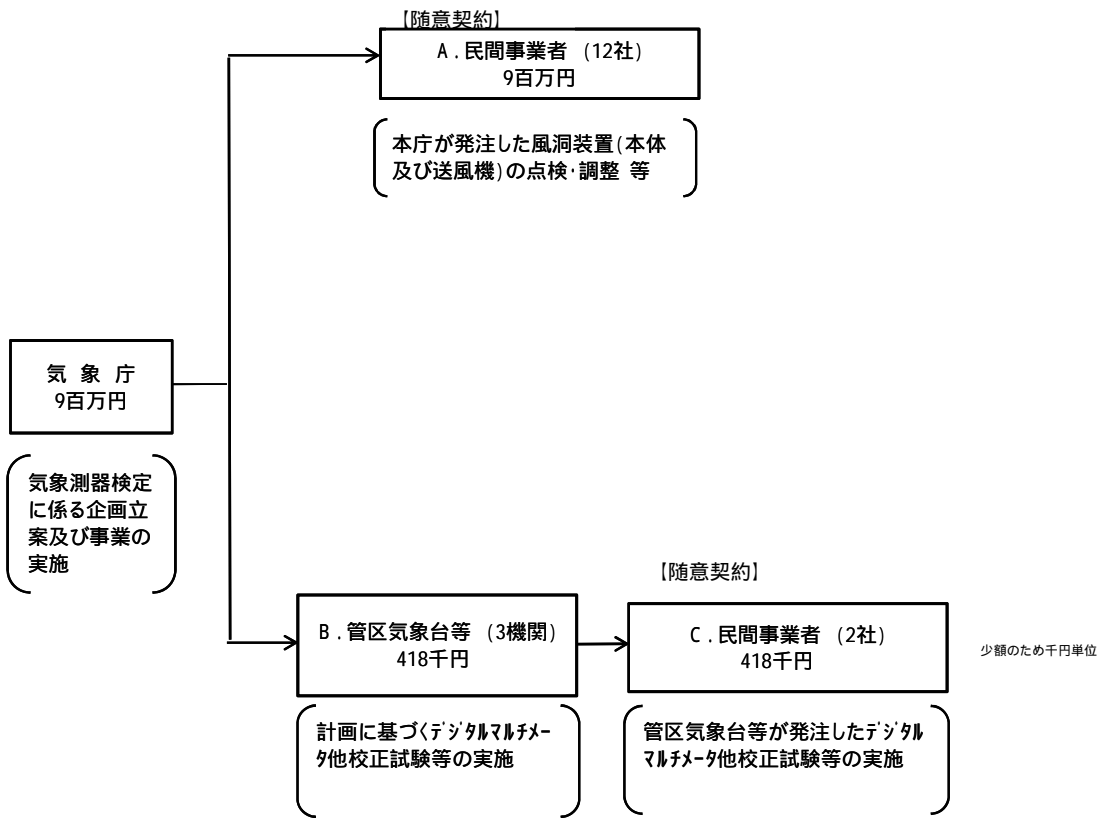 【随意契約】
A.民間事業者 (12社)
9百万円
本庁が発注した風洞装置(本体
及び送風機)の点検・調整 等
気 象 庁
9百万円
気象測器検定
に係る企画立
案及び事業の
実施
B.管区気象台等 (3機関)
418千円
計画に基づくﾃﾞｼﾞﾀﾙﾏﾙﾁﾒｰ
ﾀ他校正試験等の実施
【随意契約】
C.民間事業者 (2社)
418千円
管区気象台等が発注したﾃﾞｼﾞﾀﾙ
ﾏﾙﾁﾒｰﾀ他校正試験等の実施
少額のため千円単位